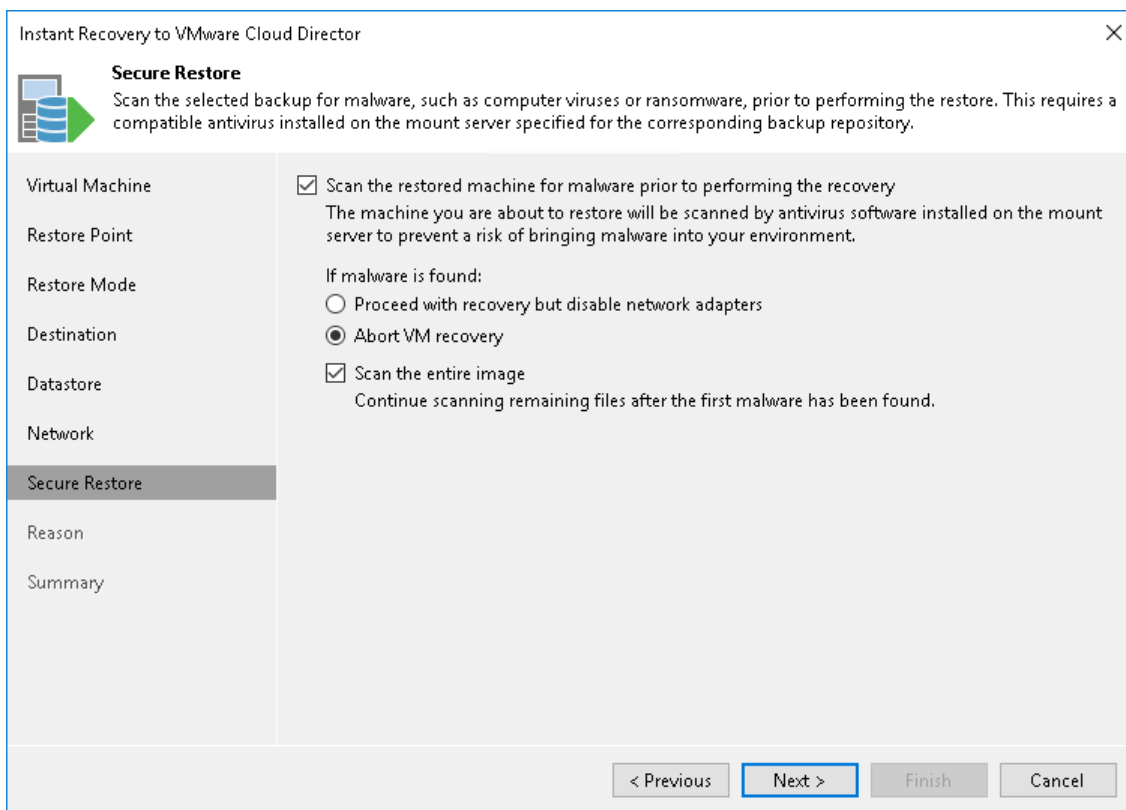 Instant Recovery to VMware Cloud Director
Secure Restore
Scan the selected backup for malware, such as computer viruses or ransomware, prior to performing the restore. This requires a
compatible antivirus installed on the mount server specified for the corresponding backup repository.
Virtual Machine
Restore Point
Restore Mode
Destination
Datastore
Network
Secure Restore
Reason
Summary
Scan the restored machine for malware prior to performing the recovery
The machine you are about to restore will be scanned by antivirus software installed on the mount
server to prevent a risk of bringing malware into your environment.
If malware is found:
Proceed with recovery but disable network adapters
Abort VM recovery
Scan the entire image
Continue scanning remaining files after the first malware has been found.
< Previous
Next >
Finish
Cancel